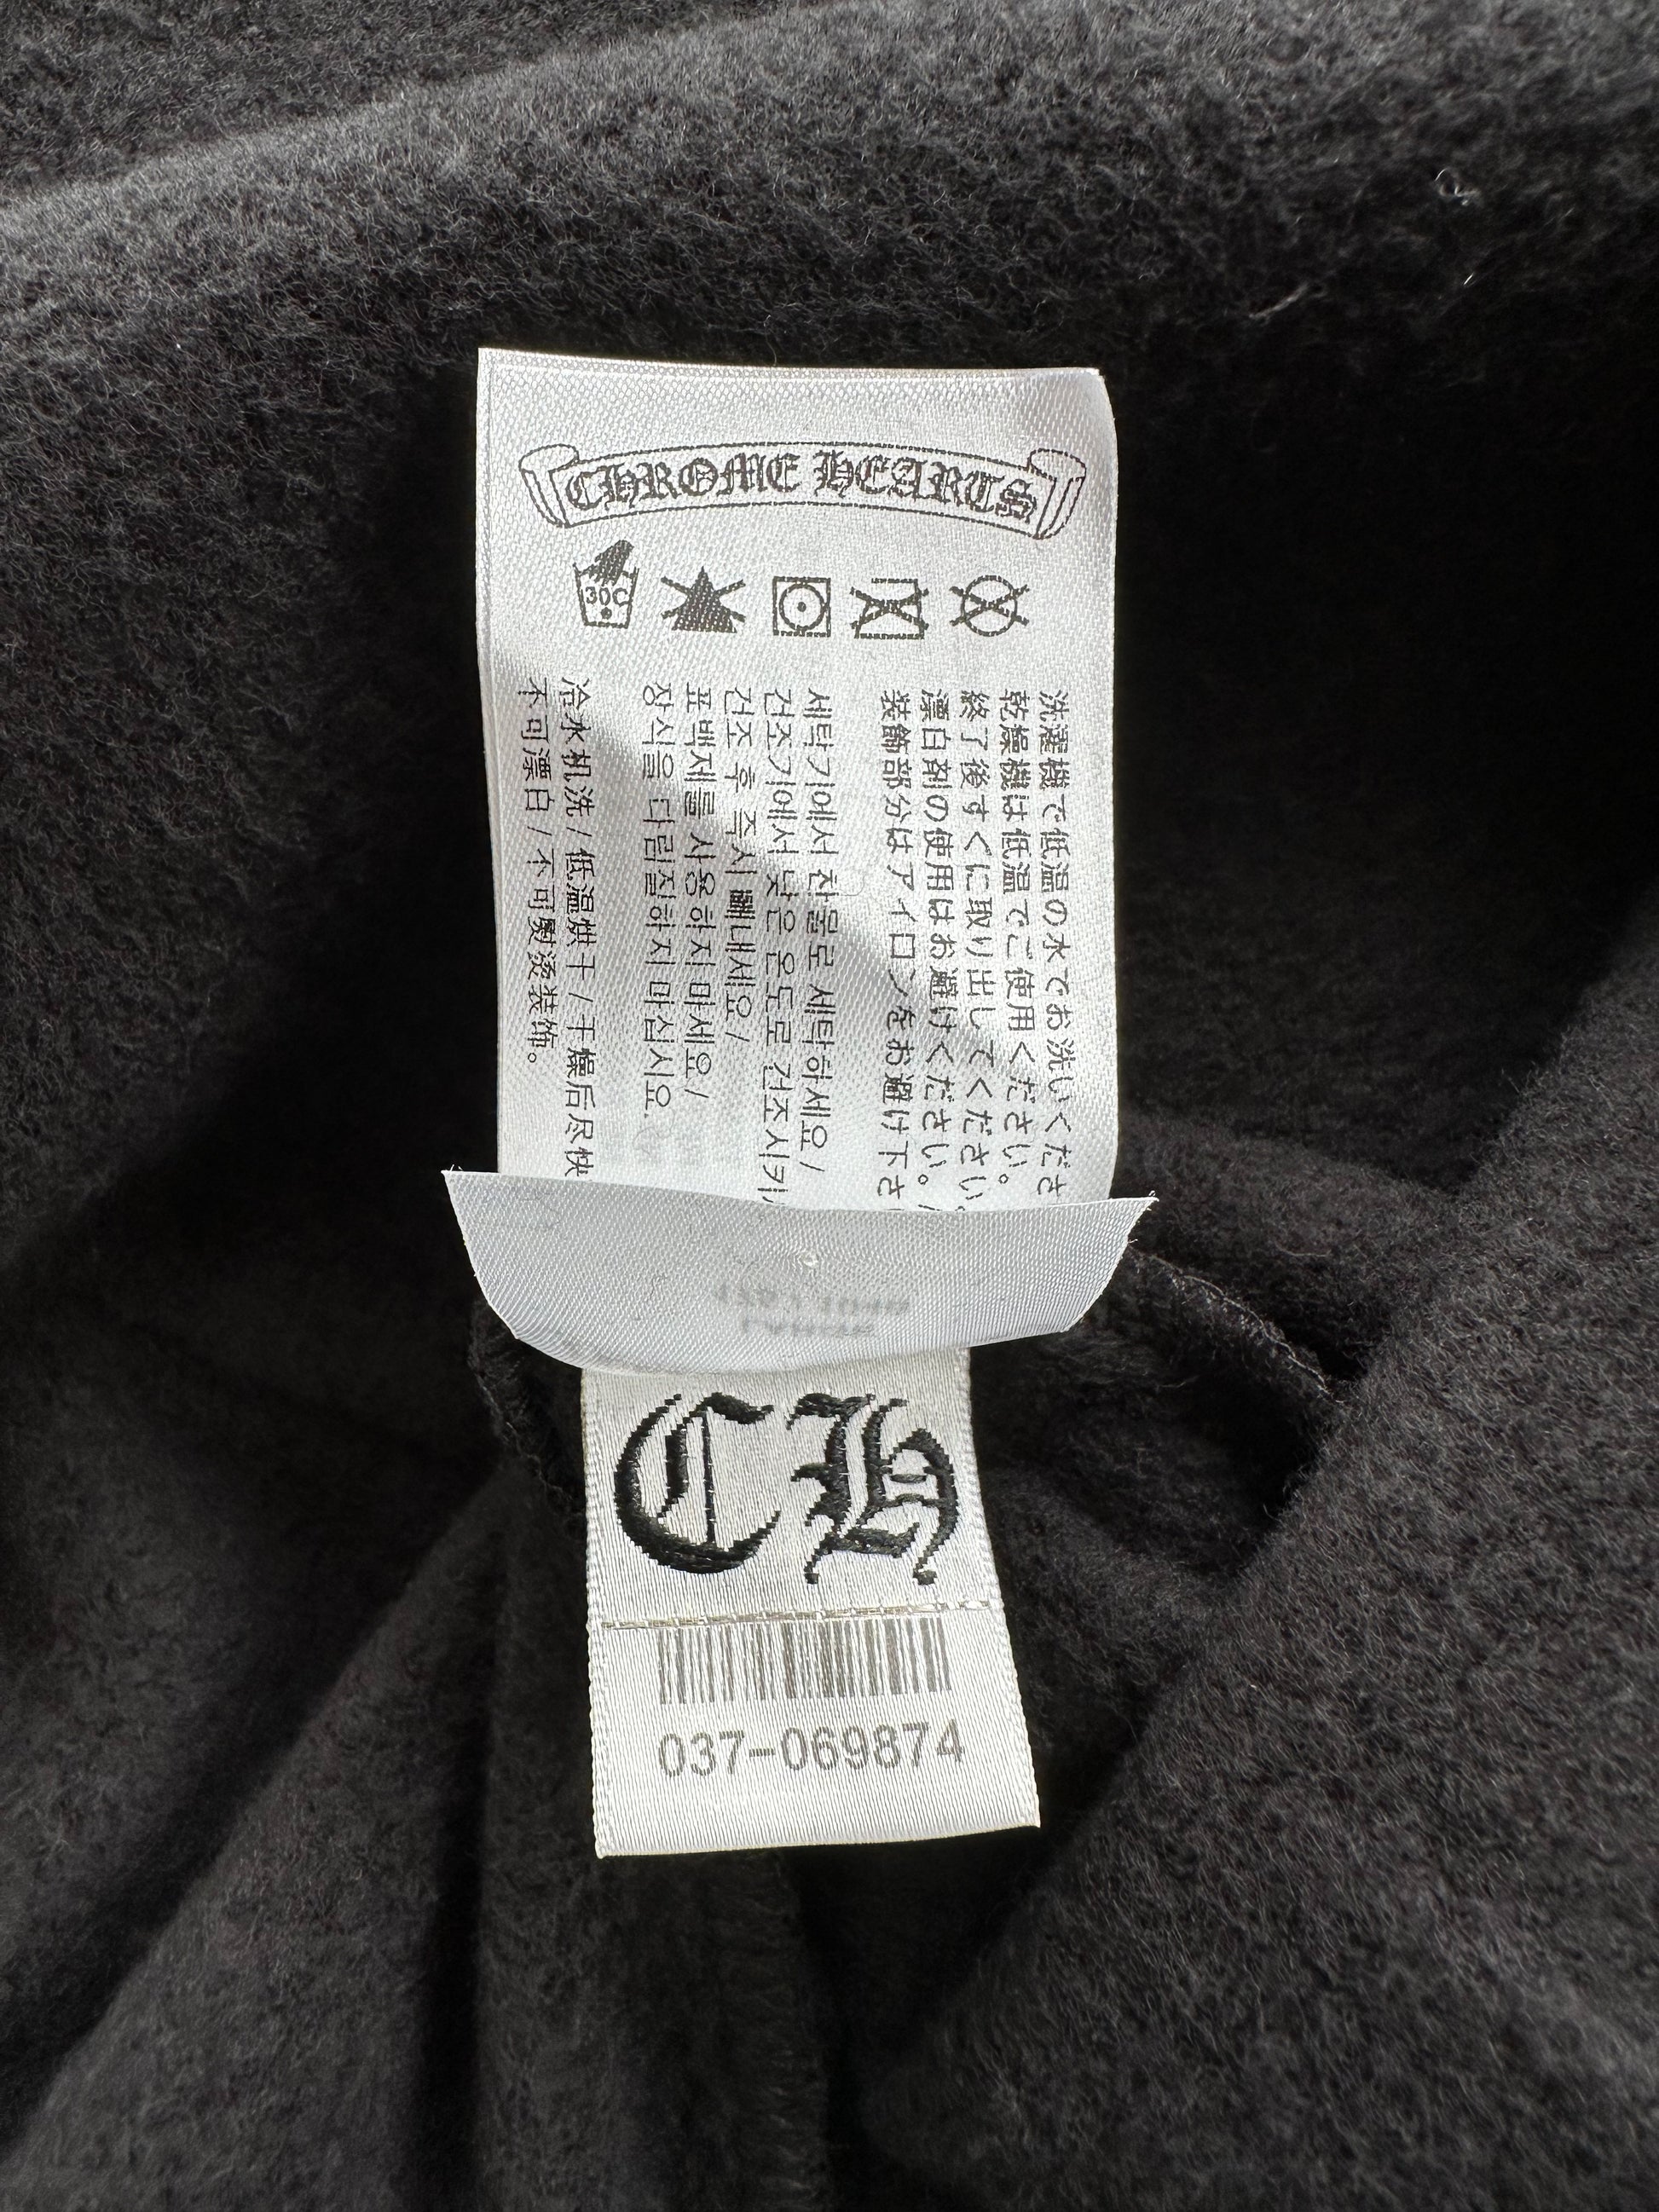 CHROME HEARTS
30C
洗濯機で低温の水でお洗いくださ
乾燥機は低温でご使用ください。
終了後すぐに取り出してください
漂白剤の使用はお避けください。/
装飾部分はアイロンをお避け下さ
세탁기에서 찬물로 세탁하세요/
건조기에서 낮은 온도로 건조시키
건조 후 즉시 빼내세요/
표백제를 사용하지 마세요/
장식을 다림질하지 마십시요.
冷水机洗/低温烘干/干燥后尽快
不可漂白/不可熨烫装饰。
CH
037-069874